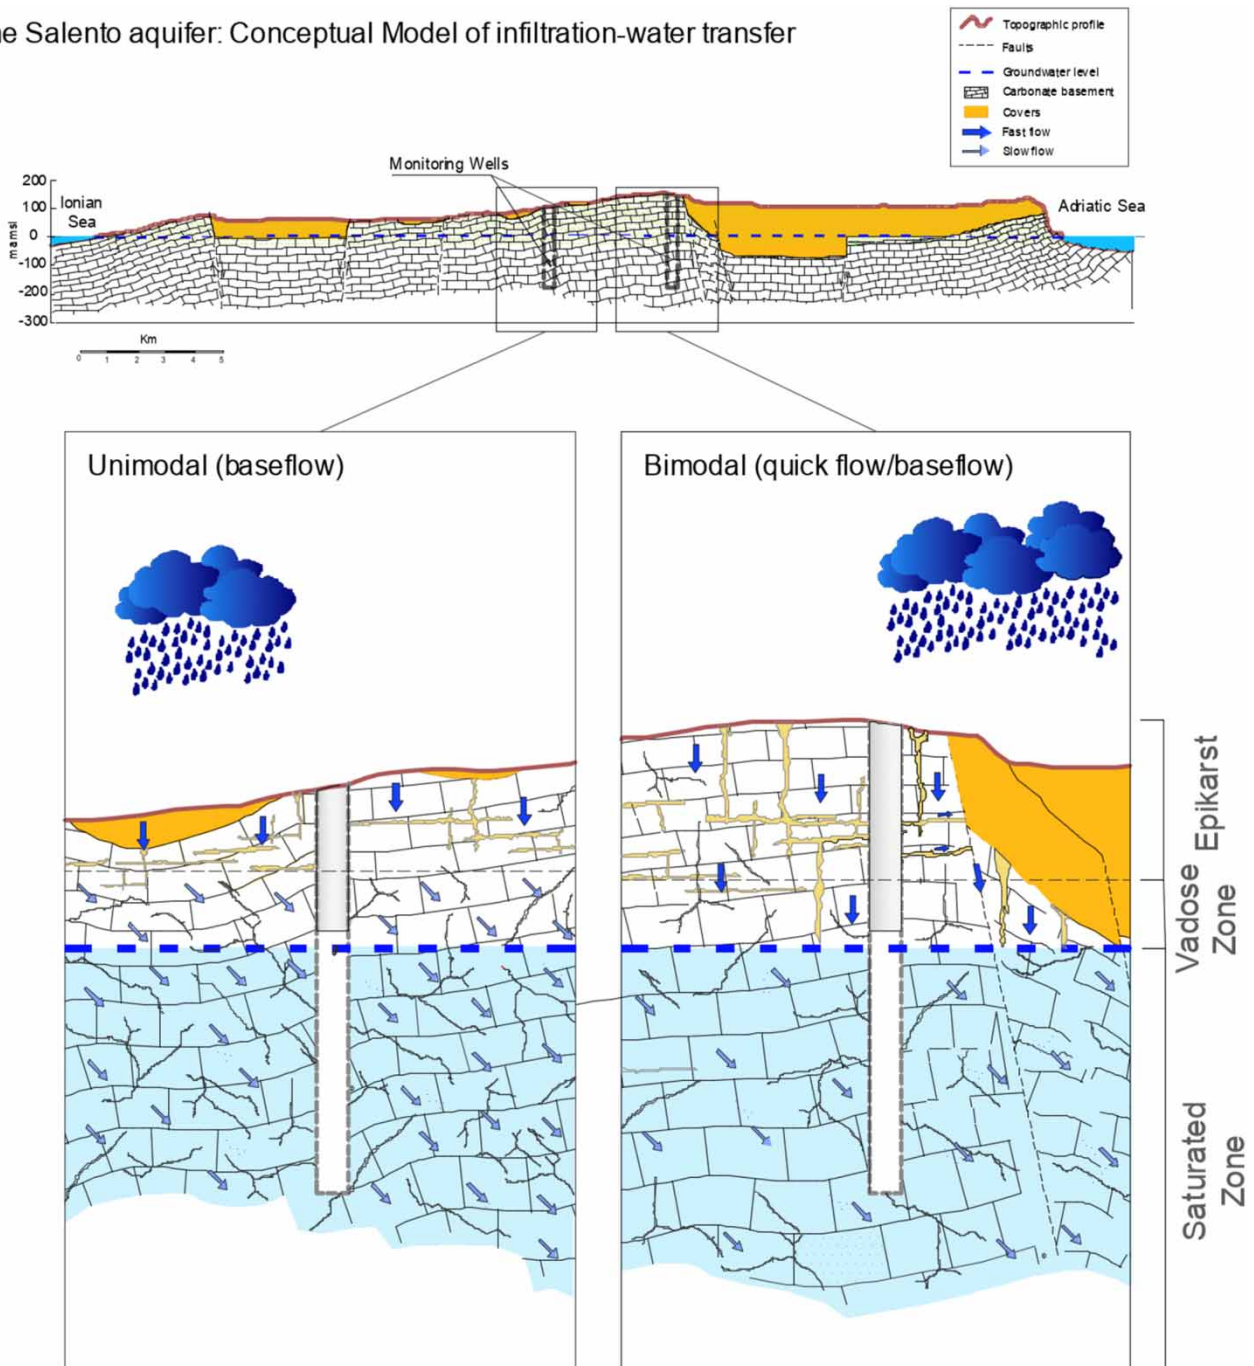 he Salento aquifer: Conceptual Model of infiltration-water transfer
Topographic profile
Faults
Groundwater level
Carbonate basement
Covers
Fast flow
Slow flow
Monitoring Wells
Ionian
Sea
Adriatic Sea
m amsl
200
100
0
-100
-200
-300
Km
0 1 2 3 4 5
Unimodal (baseflow)
Bimodal (quick flow/baseflow)
Epikarst
Vadose
Zone
Saturated
Zone